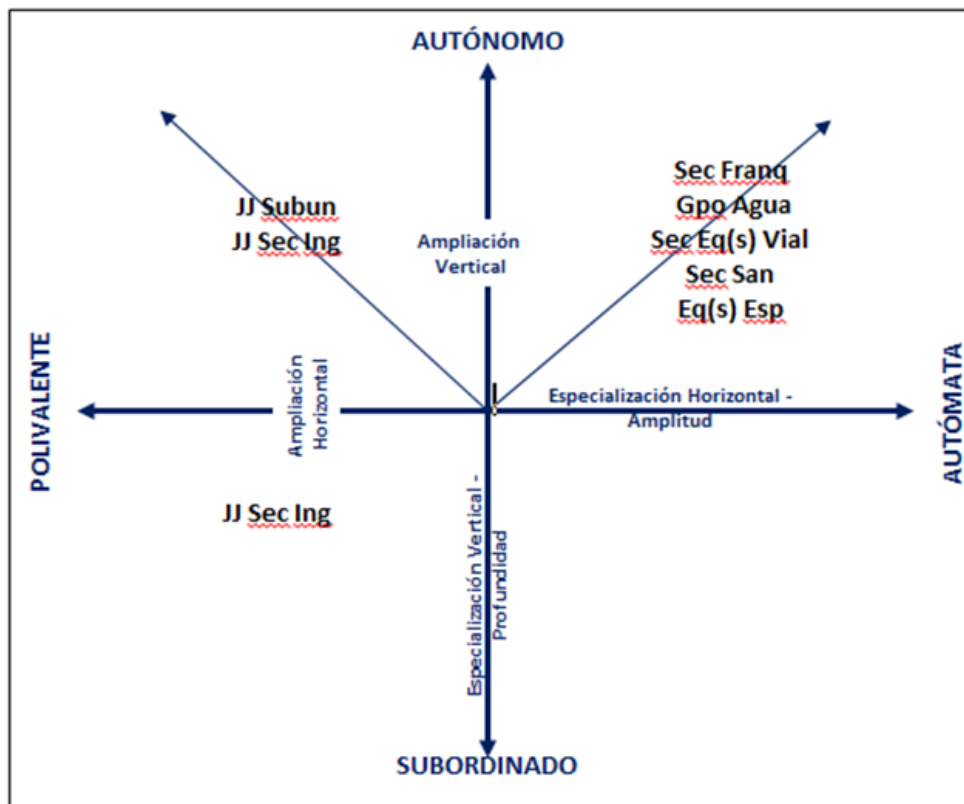 AUTÓNOMO
Sec Franq
Gpo Agua
Sec Eq(s) Vial
Sec San
Eq(s) Esp
JJ Subun
JJ Sec Ing
Ampliación
Vertical
POLIVALENTE
Ampliación
Horizontal
Especialización Horizontal -
Amplitud
AUTÓMATA
JJ Sec Ing
Especialización Vertical -
Profundidad
SUBORDINADO